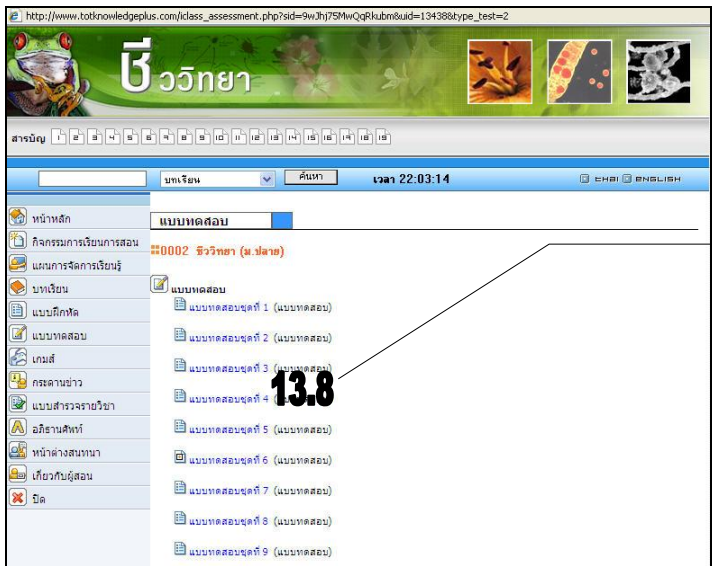 http://www.totknowledgeplus.com/iclass_assessment.php?sid=9wJhj75MwQqRkubm&uid=13438&type_test=2
ชีววิทยา
สารบัญ
บทเรียน ค้นหา เวลา 22:03:14 THAI ENGLISH
หน้าหลัก
กิจกรรมการเรียนการสอน
แผนการจัดการเรียนรู้
บทเรียน
แบบฝึกหัด
แบบทดสอบ
เกมส์
กระดานข่าว
แบบสำรวจรายวิชา
อภิธานศัพท์
หน้าต่างสนทนา
เกี่ยวกับผู้สอน
ปิด
แบบทดสอบ
0002 ชีววิทยา (ม.ปลาย)
แบบทดสอบ
แบบทดสอบชุดที่ 1 (แบบทดสอบ)
แบบทดสอบชุดที่ 2 (แบบทดสอบ)
แบบทดสอบชุดที่ 3 (แบบทดสอบ)
13.8
แบบทดสอบชุดที่ 4
แบบทดสอบชุดที่ 5 (แบบทดสอบ)
แบบทดสอบชุดที่ 6 (แบบทดสอบ)
แบบทดสอบชุดที่ 7 (แบบทดสอบ)
แบบทดสอบชุดที่ 8 (แบบทดสอบ)
แบบทดสอบชุดที่ 9 (แบบทดสอบ)